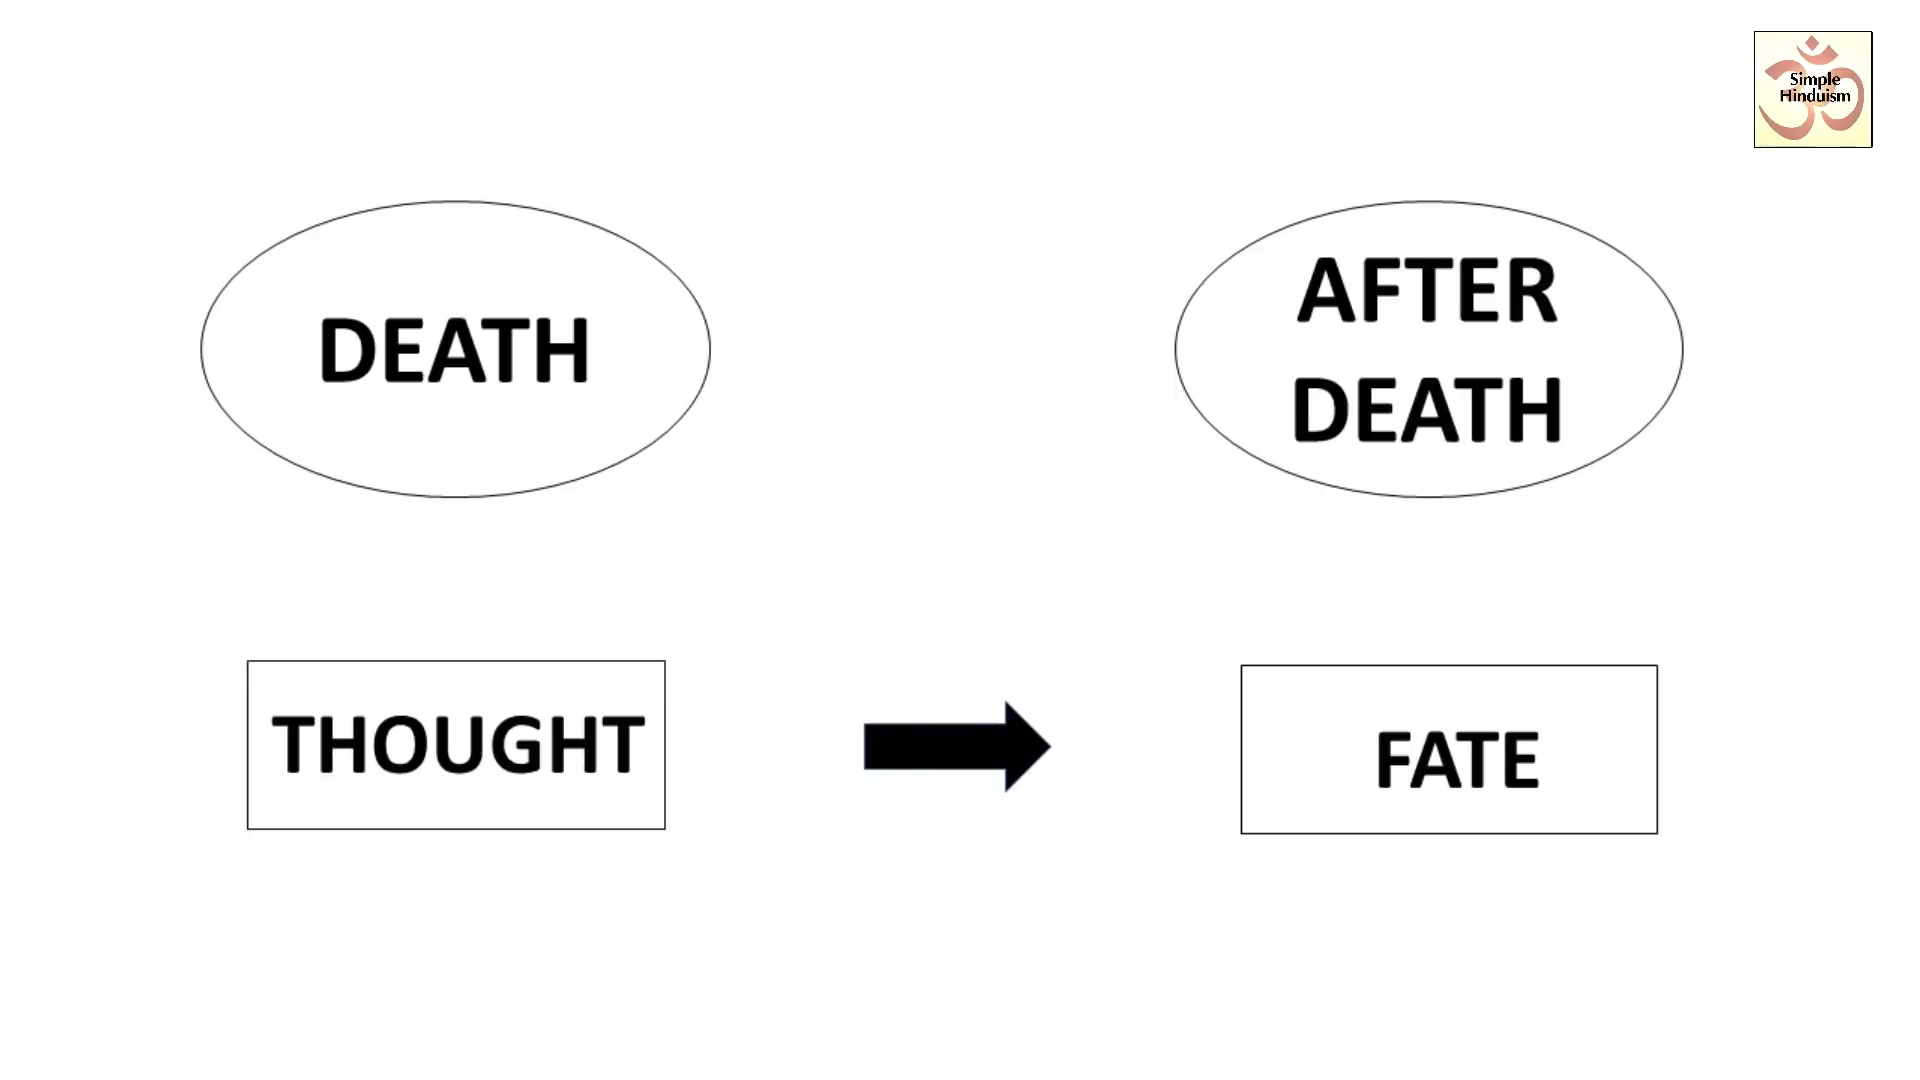 Simple
Hinduism
DEATH
AFTER
DEATH
THOUGHT
FATE